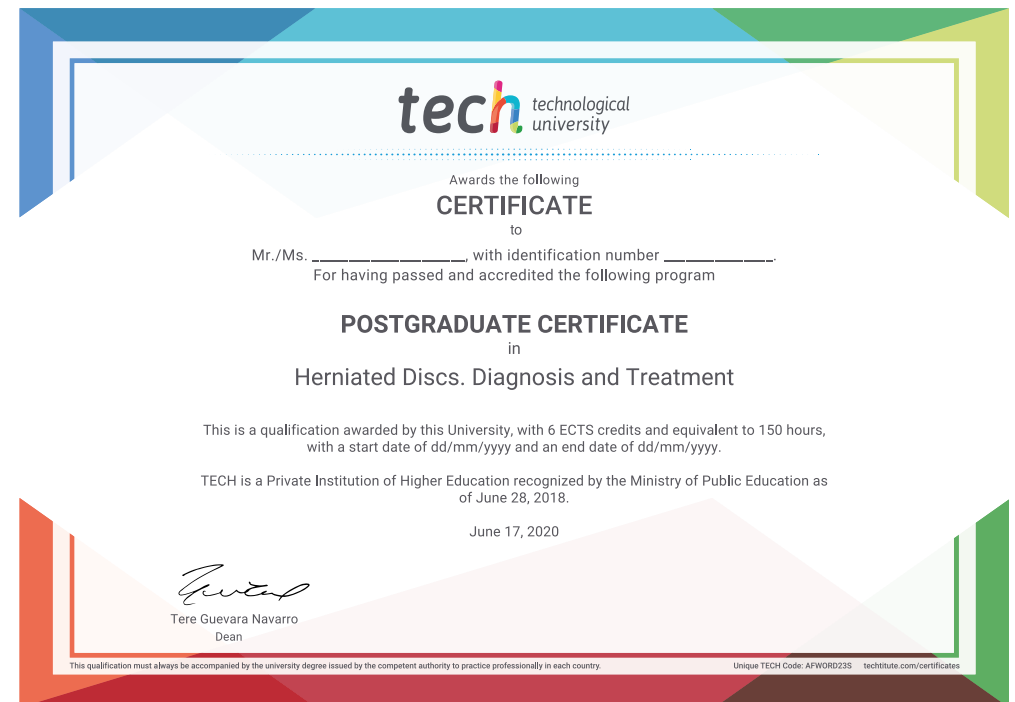 tech technological
university
Awards the following
CERTIFICATE
to
Mr./Ms. ____________________, with identification number ______________.
For having passed and accredited the following program
POSTGRADUATE CERTIFICATE
in
Herniated Discs. Diagnosis and Treatment
This is a qualification awarded by this University, with 6 ECTS credits and equivalent to 150 hours,
with a start date of dd/mm/yyyy and an end date of dd/mm/yyyy.
TECH is a Private Institution of Higher Education recognized by the Ministry of Public Education as
of June 28, 2018.
June 17, 2020
Tere Guevara Navarro
Dean
This qualification must always be accompanied by the university degree issued by the competent authority to practice professionally in each country. Unique TECH Code: AFWORD23S techtitute.com/certificates